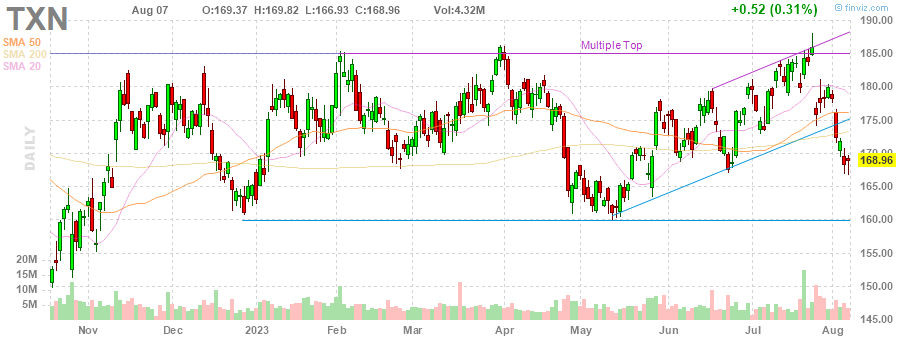 TXN Aug 07 O:169.37 H:169.82 L:166.93 C:168.96 Vol:4.32M +0.52 (0.31%)
© finviz.com
SMA 50
SMA 200
SMA 20
Multiple Top
DAILY
190.00
185.00
180.00
175.00
170.00
168.96
165.00
160.00
155.00
150.00
145.00
20M
15M
10M
5M
Nov Dec 2023 Feb Mar Apr May Jun Jul Aug